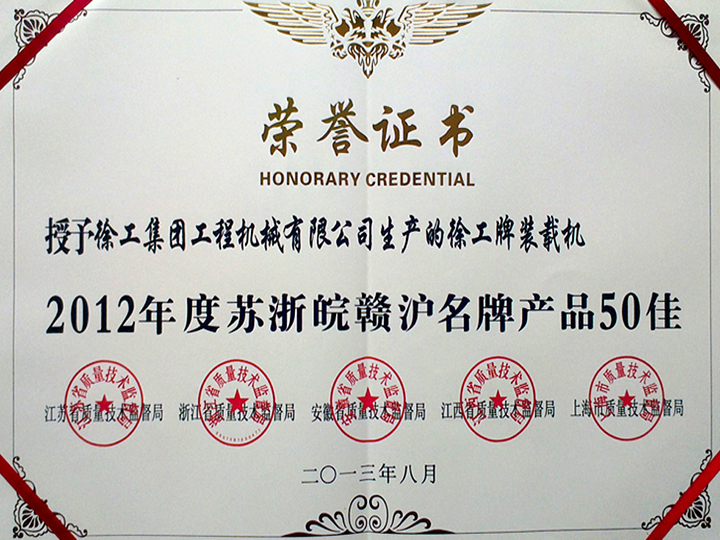 荣誉证书
HONORARY CREDENTIAL
授予徐工集团工程机械有限公司生产的徐工牌装载机
2012年度苏浙皖赣沪名牌产品50佳
江苏省质量技术监督局 浙江省质量技术监督局 安徽省质量技术监督局 江西省质量技术监督局 上海市质量技术监督局
二〇一三年八月